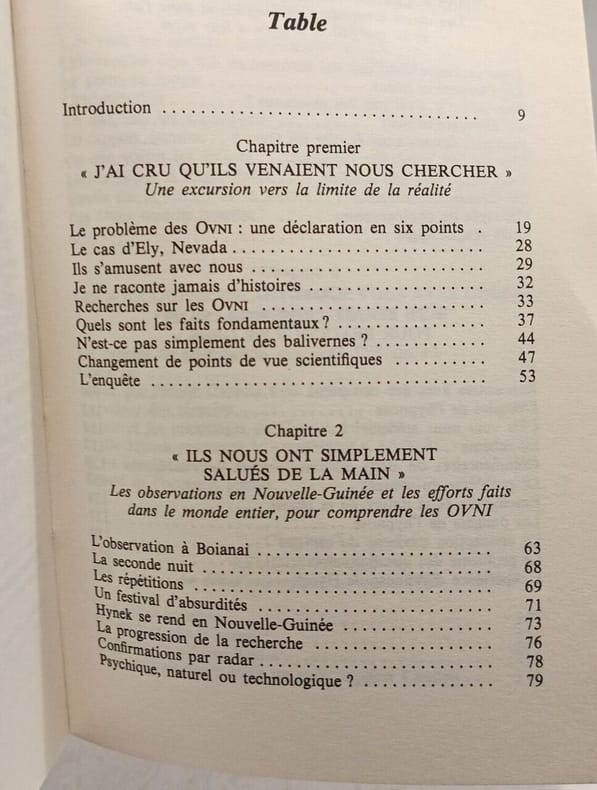 Table
Introduction .................................. 9
Chapitre premier
« J'AI CRU QU'ILS VENAIENT NOUS CHERCHER »
Une excursion vers la limite de la réalité
Le problème des OVNI : une déclaration en six points . 19
Le cas d'Ely, Nevada ........................... 28
Ils s'amusent avec nous ......................... 29
Je ne raconte jamais d'histoires ................... 32
Recherches sur les OVNI ........................ 33
Quels sont les faits fondamentaux ? ................ 37
N'est-ce pas simplement des balivernes ? ............ 44
Changement de points de vue scientifiques .......... 47
L'enquête .................................... 53
Chapitre 2
« ILS NOUS ONT SIMPLEMENT
SALUÉS DE LA MAIN »
Les observations en Nouvelle-Guinée et les efforts faits
dans le monde entier, pour comprendre les OVNI
L'observation à Boianai ......................... 63
La seconde nuit ............................... 68
Les répétitions ................................ 69
Un festival d'absurdités ......................... 71
Hynek se rend en Nouvelle-Guinée ................ 73
La progression de la recherche ................... 76
Confirmations par radar ......................... 78
Psychique, naturel ou technologique ? .............. 79